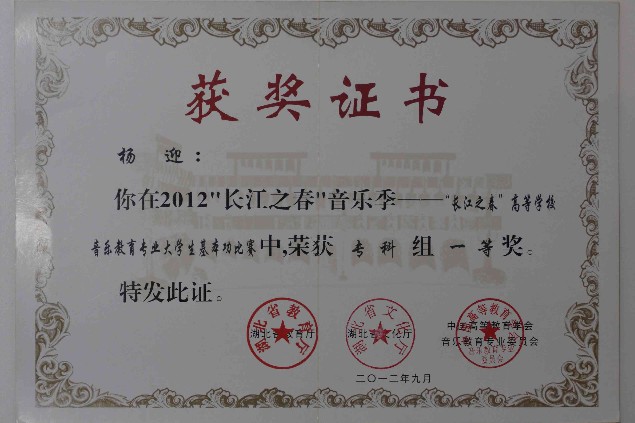 获奖证书
杨 迎：
你在2012"长江之春"音乐季——"长江之春"高等学校
音乐教育专业大学生基本功比赛中,荣获 专科 组 一等 奖。
特发此证。
湖北省教育厅 湖北省文化厅 中国高等教育学会
音乐教育专业委员会
二〇一二年九月